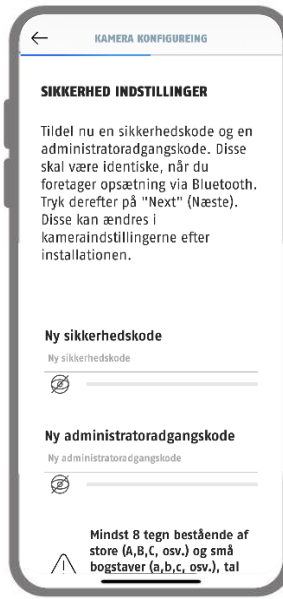 KAMERA KONFIGUREING
SIKKERHED INDSTILLINGER
Tildel nu en sikkerhedskode og en
administratoradgangskode. Disse
skal være identiske, når du
foretager opsætning via Bluetooth.
Tryk derefter på "Next" (Næste).
Disse kan ændres i
kameraindstillingerne efter
installationen.
Ny sikkerhedskode
Ny sikkerhedskode
Ny administratoradgangskode
Ny administratoradgangskode
Mindst 8 tegn bestående af
store (A,B,C, osv.) og små
bogstaver (a,b,c, osv.), tal